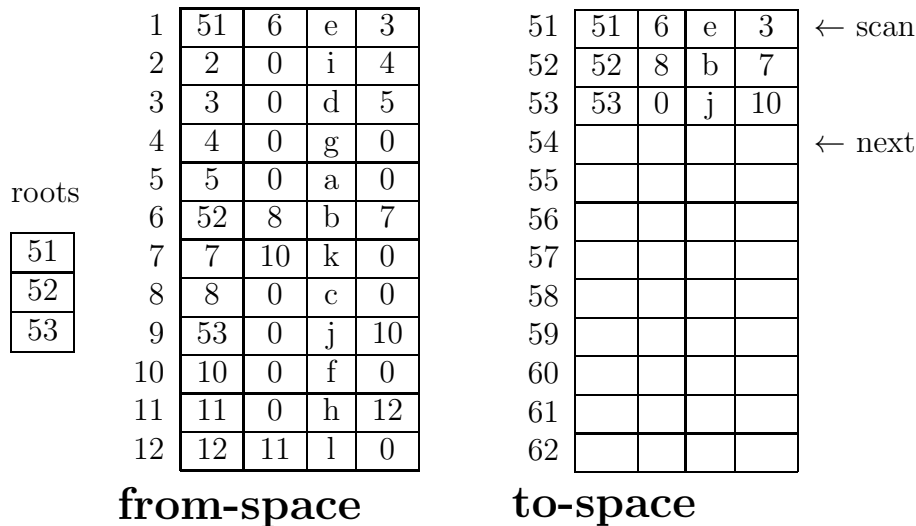 1 51 6 e 3
2 2 0 i 4
3 3 0 d 5
4 4 0 g 0
5 5 0 a 0
6 52 8 b 7
7 7 10 k 0
8 8 0 c 0
9 53 0 j 10
10 10 0 f 0
11 11 0 h 12
12 12 11 l 0
from-space
roots
51
52
53
51 51 6 e 3 ← scan
52 52 8 b 7
53 53 0 j 10
54 ← next
55
56
57
58
59
60
61
62
to-space